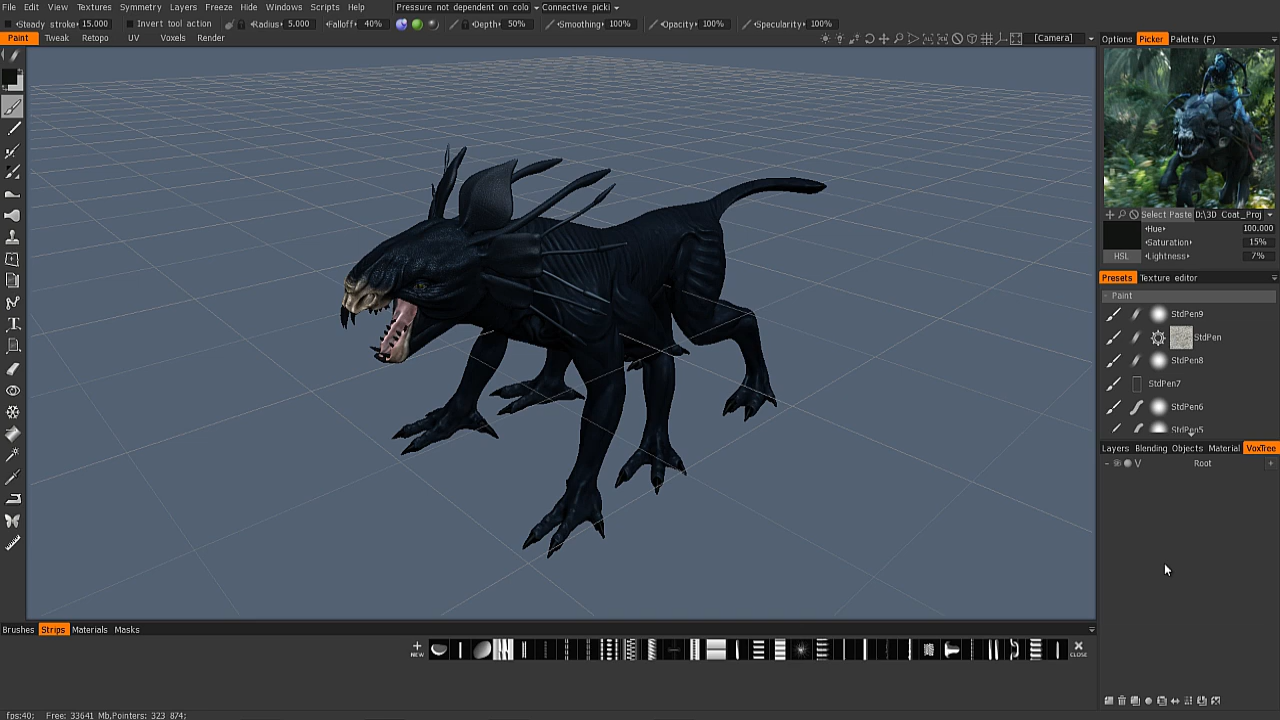 File Edit View Textures Symmetry Layers Freeze Hide Windows Scripts Help Pressure not dependent on colo Connective picki
Steady stroke 15.000 Invert tool action Radius 5.000 Falloff 40% Depth 50% Smoothing 100% Opacity 100% Specularity 100%
Paint Tweak Retopo UV Voxels Render [Camera]
Options Picker Palette (F)
Select Paste D:\3D Coat_Proj
Hue 100.000
Saturation 15%
HSL Lightness 7%
Presets Texture editor
Paint
StdPen9
StdPen
StdPen8
StdPen7
StdPen6
StdPen5
Layers Blending Objects Material VoxTree
V Root +
Brushes Strips Materials Masks
NEW CLOSE
fps:40; Free: 33641 Mb,Pointers: 323 874;